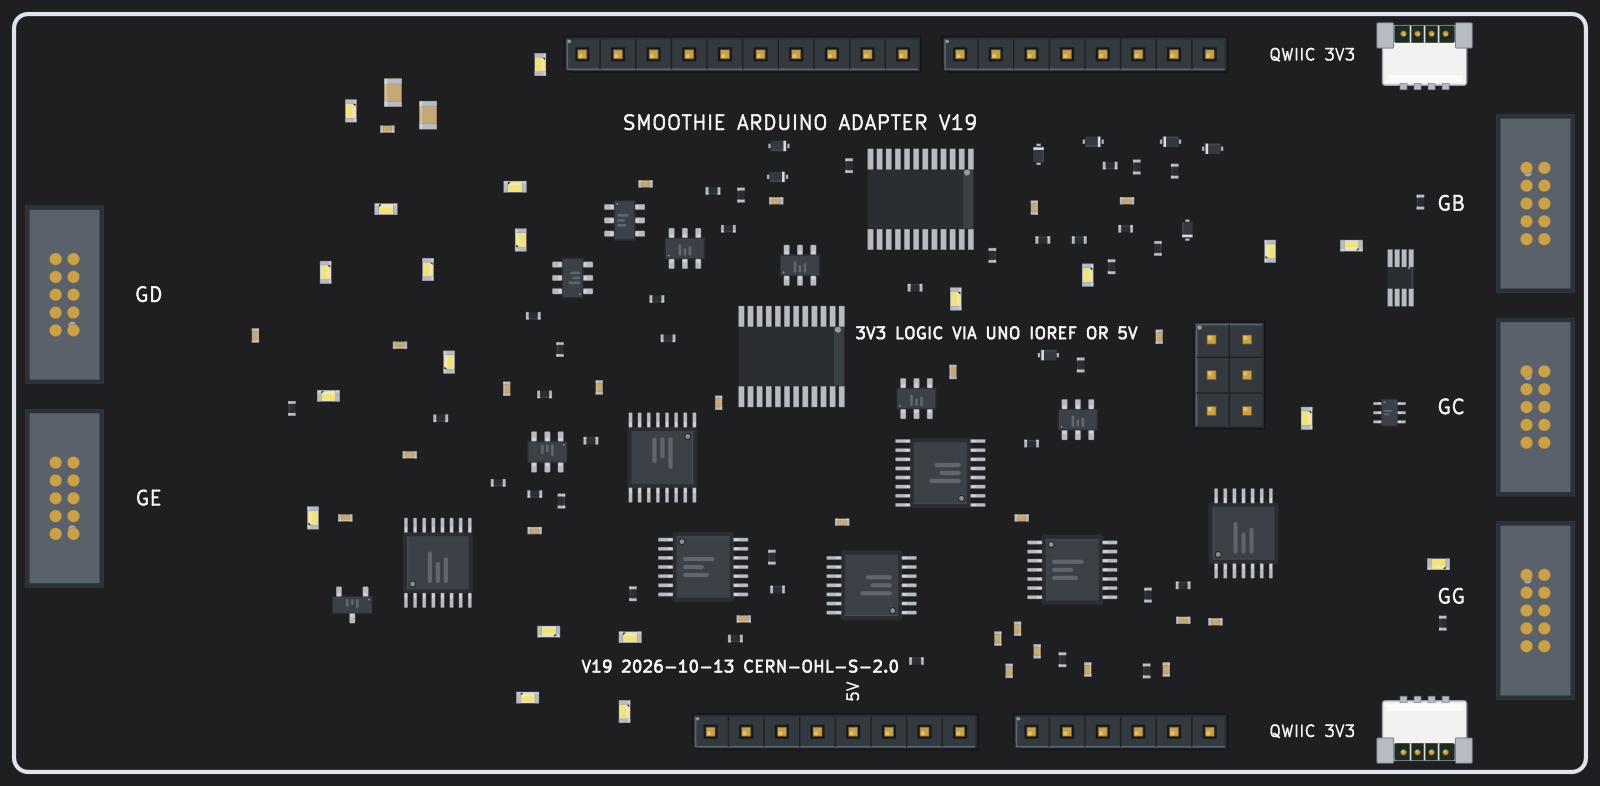 QWIIC 3V3
SMOOTHIE ARDUINO ADAPTER V19
GB
GD
3V3 LOGIC VIA UNO IOREF OR 5V
GC
GE
GG
V19 2026-10-13 CERN-OHL-S-2.0
5V
QWIIC 3V3